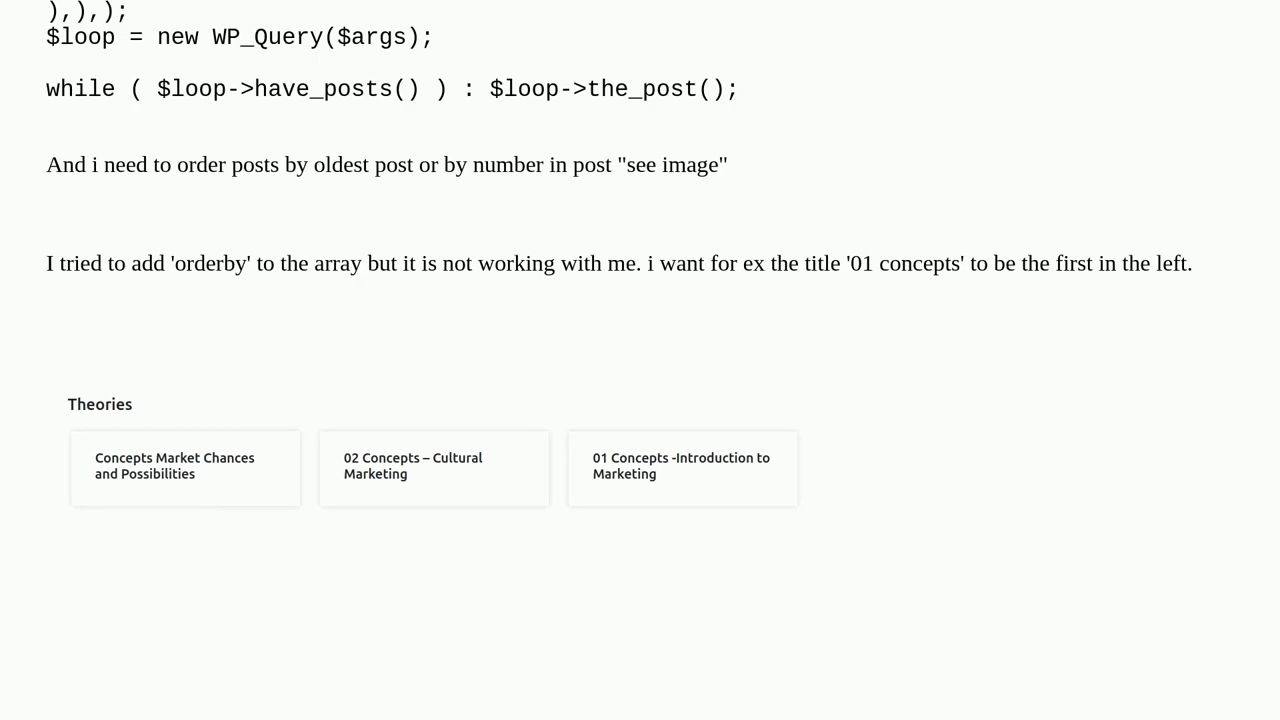 ),),);
$loop = new WP_Query($args);
while ( $loop->have_posts() ) : $loop->the_post();
And i need to order posts by oldest post or by number in post "see image"
I tried to add 'orderby' to the array but it is not working with me. i want for ex the title '01 concepts' to be the first in the left.
Theories
Concepts Market Chances
and Possibilities
02 Concepts – Cultural
Marketing
01 Concepts -Introduction to
Marketing